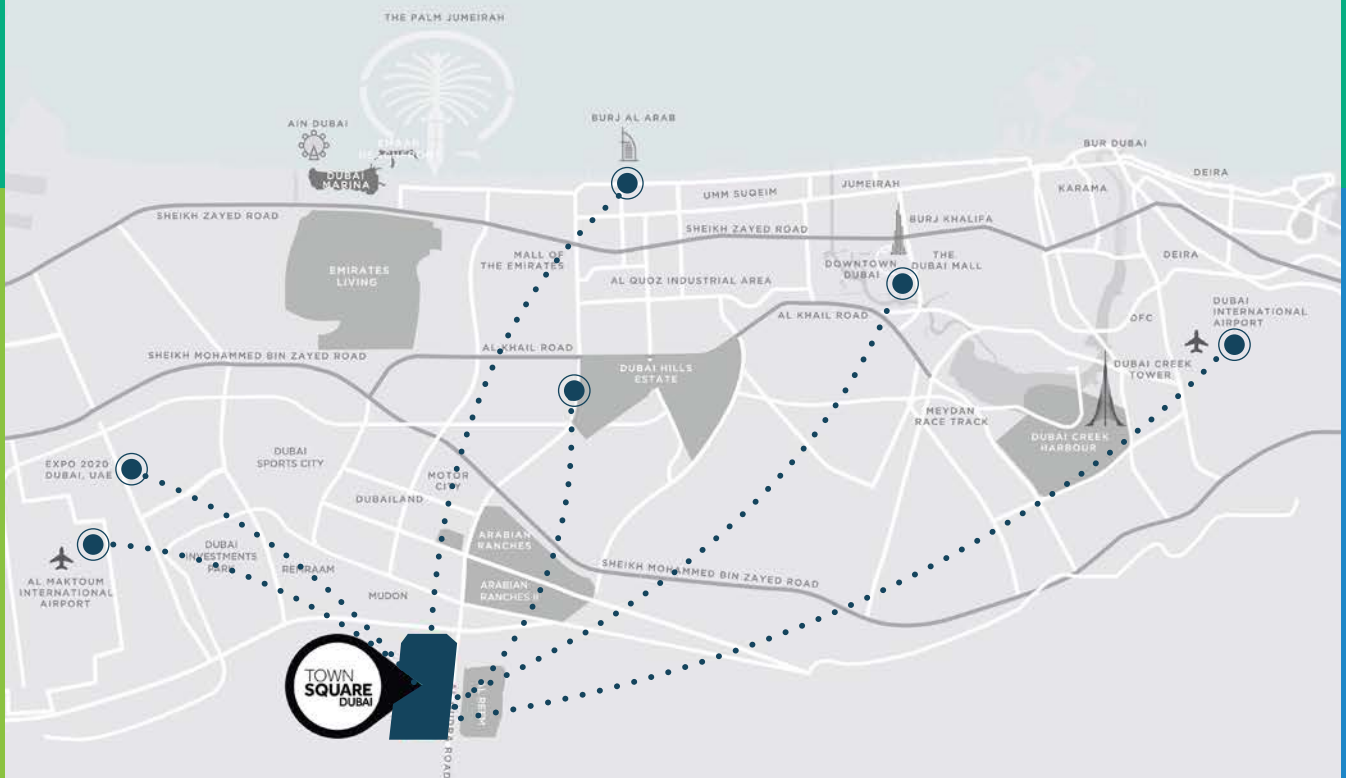 THE PALM JUMEIRAH
AIN DUBAI
BURJ AL ARAB
DUBAI
MARINA
BUR DUBAI
DEIRA
UMM SUQEIM
JUMEIRAH
KARAMA
SHEIKH ZAYED ROAD
SHEIKH ZAYED ROAD
BURJ KHALIFA
MALL OF
THE EMIRATES
EMIRATES
LIVING
AL QUOZ INDUSTRIAL AREA
DOWNTOWN
DUBAI
THE
DUBAI MALL
DEIRA
AL KHAIL ROAD
DUBAI
INTERNATIONAL
AIRPORT
SHEIKH MOHAMMED BIN ZAYED ROAD
AL KHAIL ROAD
DUBAI HILLS
ESTATE
DUBAI CREEK
TOWER
MEYDAN
RACE TRACK
DUBAI CREEK
HARBOUR
EXPO 2020
DUBAI, UAE
DUBAI
SPORTS CITY
MOTOR
CITY
DUBAILAND
ARABIAN
RANCHES
DUBAI
INVESTMENTS
PARK
REMRAAM
AL MAKTOUM
INTERNATIONAL
AIRPORT
MUDON
ARABIAN
RANCHES II
SHEIKH MOHAMMED BIN ZAYED ROAD
TOWN
SQUARE
DUBAI
ROAD